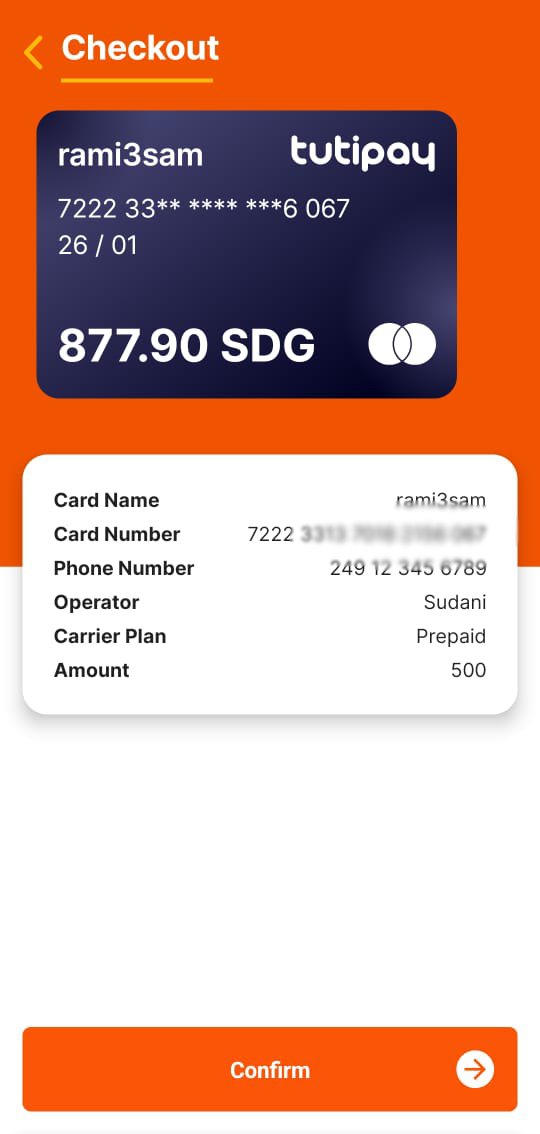 Checkout
rami3sam tutipay
7222 33** **** ***6 067
26 / 01
877.90 SDG
Card Name rami3sam
Card Number 7222
Phone Number 249 12 345 6789
Operator Sudani
Carrier Plan Prepaid
Amount 500
Confirm